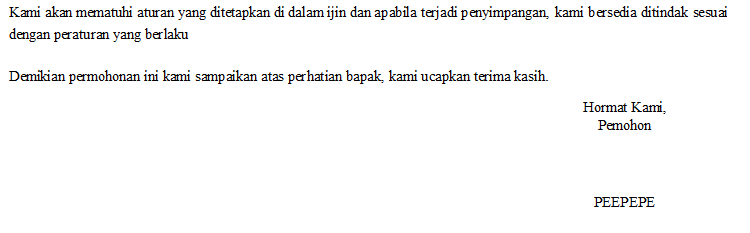 Kami akan mematuhi aturan yang ditetapkan di dalam ijin dan apabila terjadi penyimpangan, kami bersedia ditindak sesuai
dengan peraturan yang berlaku
Demikian permohonan ini kami sampaikan atas perhatian bapak, kami ucapkan terima kasih.
Hormat Kami,
Pemohon
PEEPEPE